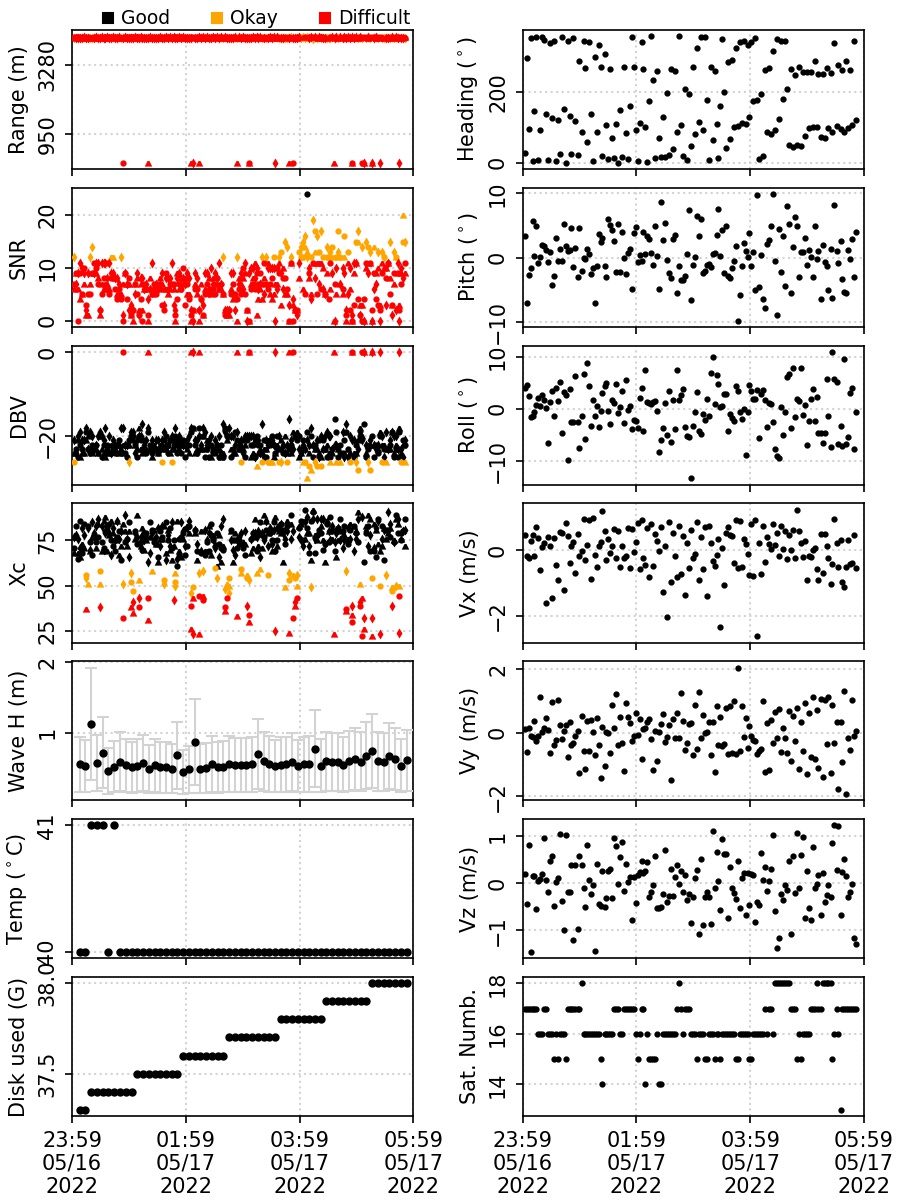 Good Okay Difficult
Range (m)
3280
950
Heading (°)
200
0
SNR
20
10
0
Pitch (°)
10
0
−10
DBV
0
−20
Roll (°)
10
0
−10
Xc
75
50
25
Vx (m/s)
0
−2
Wave H (m)
2
1
Vy (m/s)
2
0
−2
Temp (°C)
41
40
Vz (m/s)
1
0
−1
Disk used (G)
38.0
37.5
Sat. Numb.
18
16
14
23:59 01:59 03:59 05:59
05/16 05/17 05/17 05/17
2022 2022 2022 2022
23:59 01:59 03:59 05:59
05/16 05/17 05/17 05/17
2022 2022 2022 2022